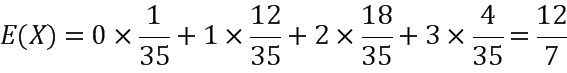 E(X) = 0 × 1/35 + 1 × 12/35 + 2 × 18/35 + 3 × 4/35 = 12/7